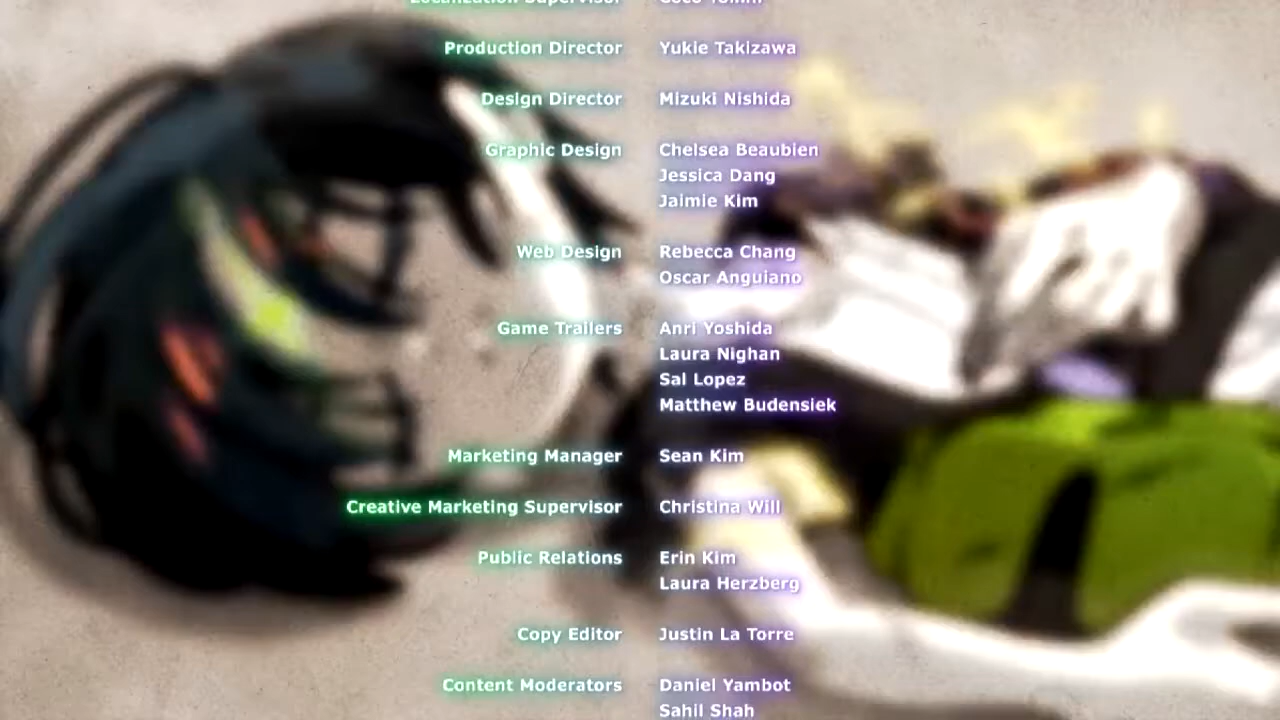 Localization Supervisor
Production Director Yukie Takizawa
Design Director Mizuki Nishida
Graphic Design Chelsea Beaubien
Jessica Dang
Jaimie Kim
Web Design Rebecca Chang
Oscar Anguiano
Game Trailers Anri Yoshida
Laura Nighan
Sal Lopez
Matthew Budensiek
Marketing Manager Sean Kim
Creative Marketing Supervisor Christina Will
Public Relations Erin Kim
Laura Herzberg
Copy Editor Justin La Torre
Content Moderators Daniel Yambot
Sahil Shah